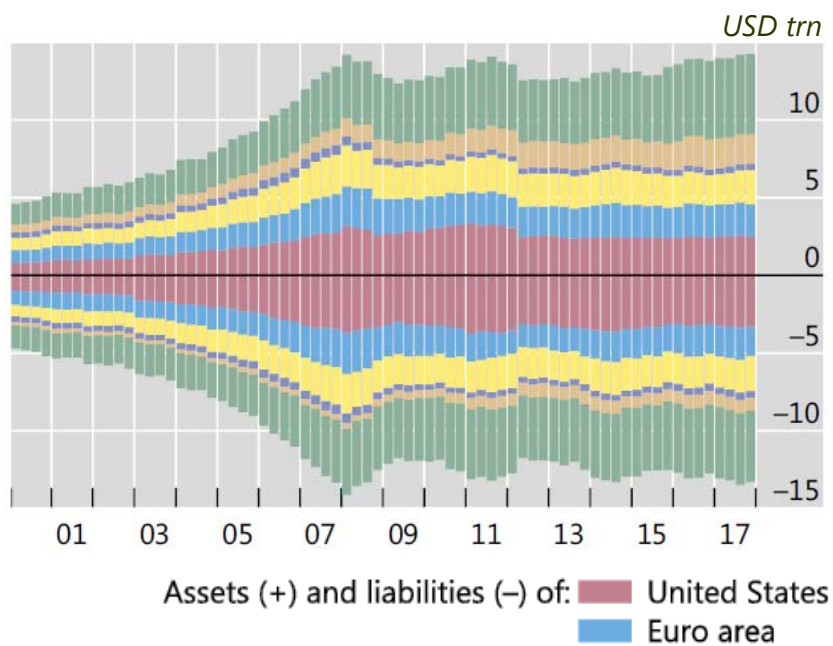 USD trn
10
5
0
–5
–10
–15
01 03 05 07 09 11 13 15 17
Assets (+) and liabilities (–) of: United States
Euro area